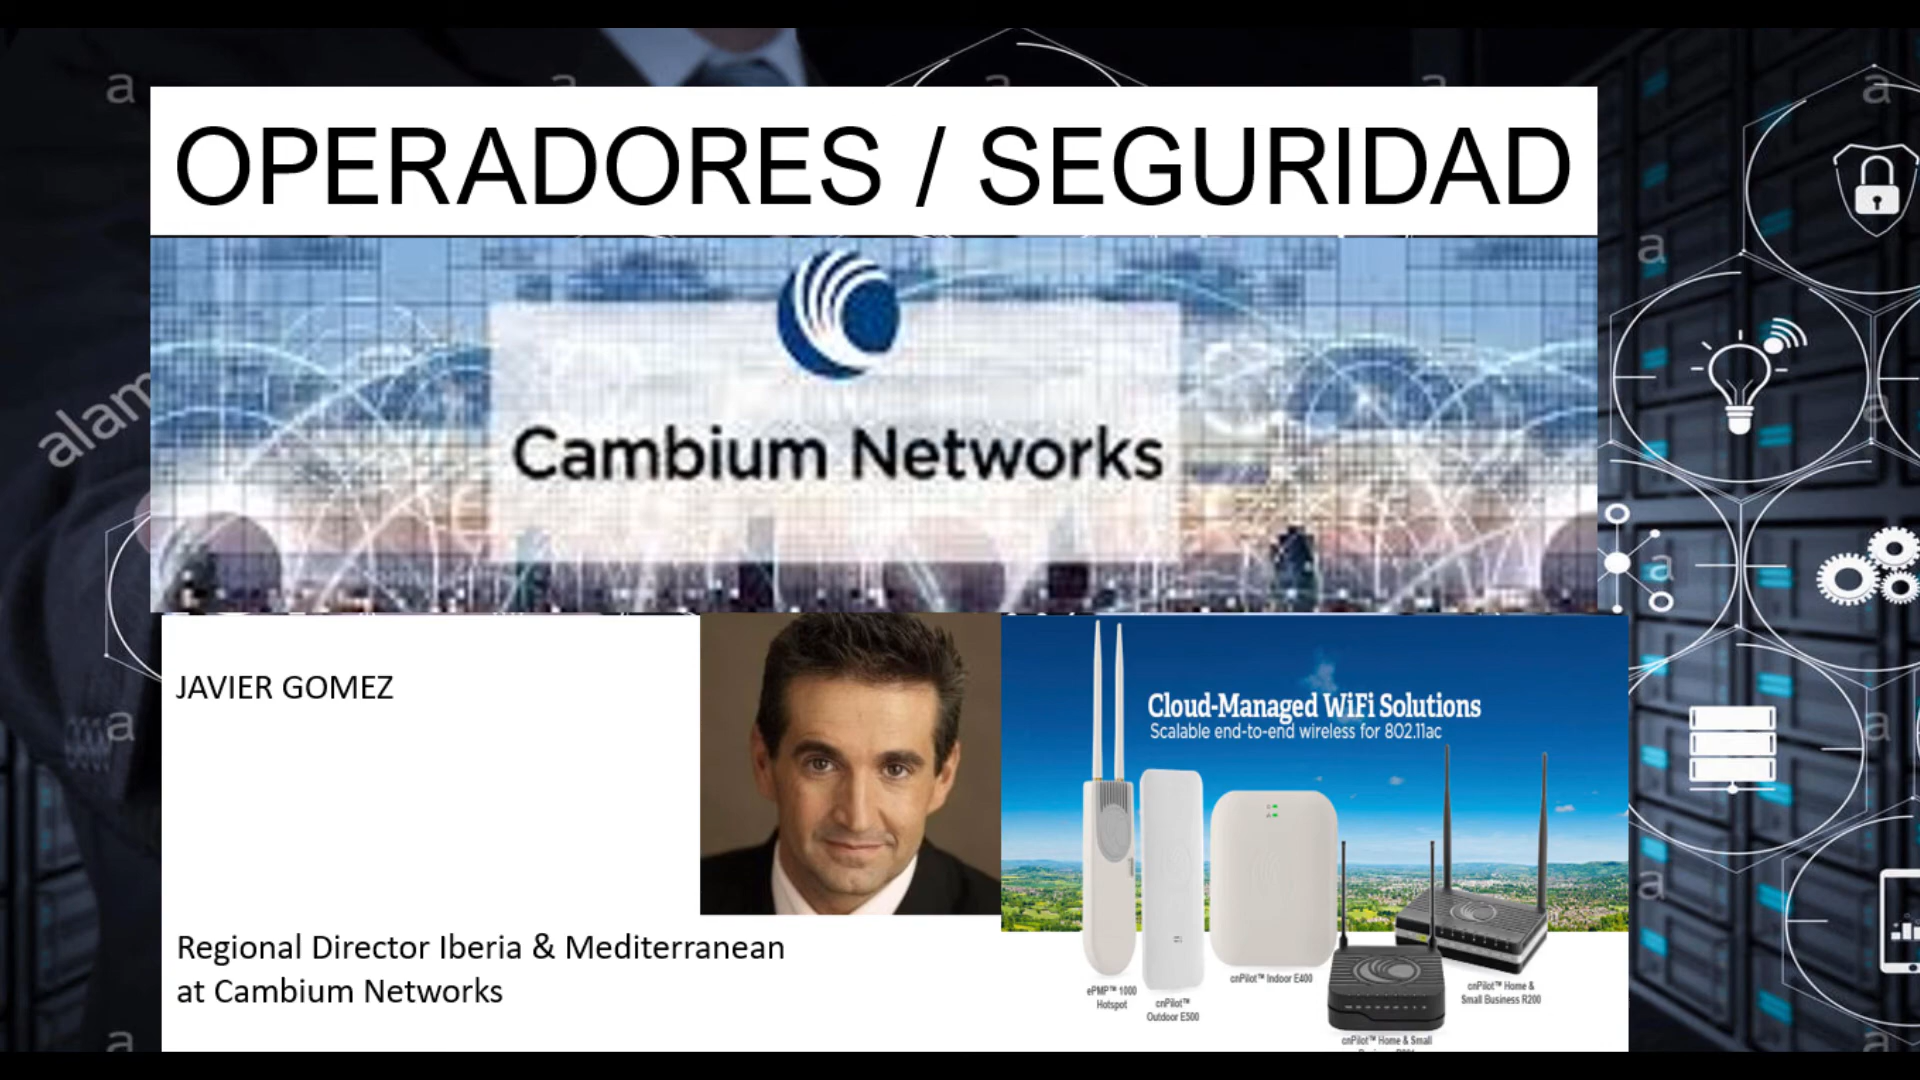 OPERADORES / SEGURIDAD
Cambium Networks
JAVIER GOMEZ
Regional Director Iberia & Mediterranean
at Cambium Networks
Cloud-Managed WiFi Solutions
Scalable end-to-end wireless for 802.11ac
ePMP™ 1000
Hotspot
cnPilot™
Outdoor E500
cnPilot™ Indoor E400
cnPilot™ Home & Small
cnPilot™ Home &
Small Business R200
alam
a
a
a
a
a
a
a
a
a
a
a
a
a
a